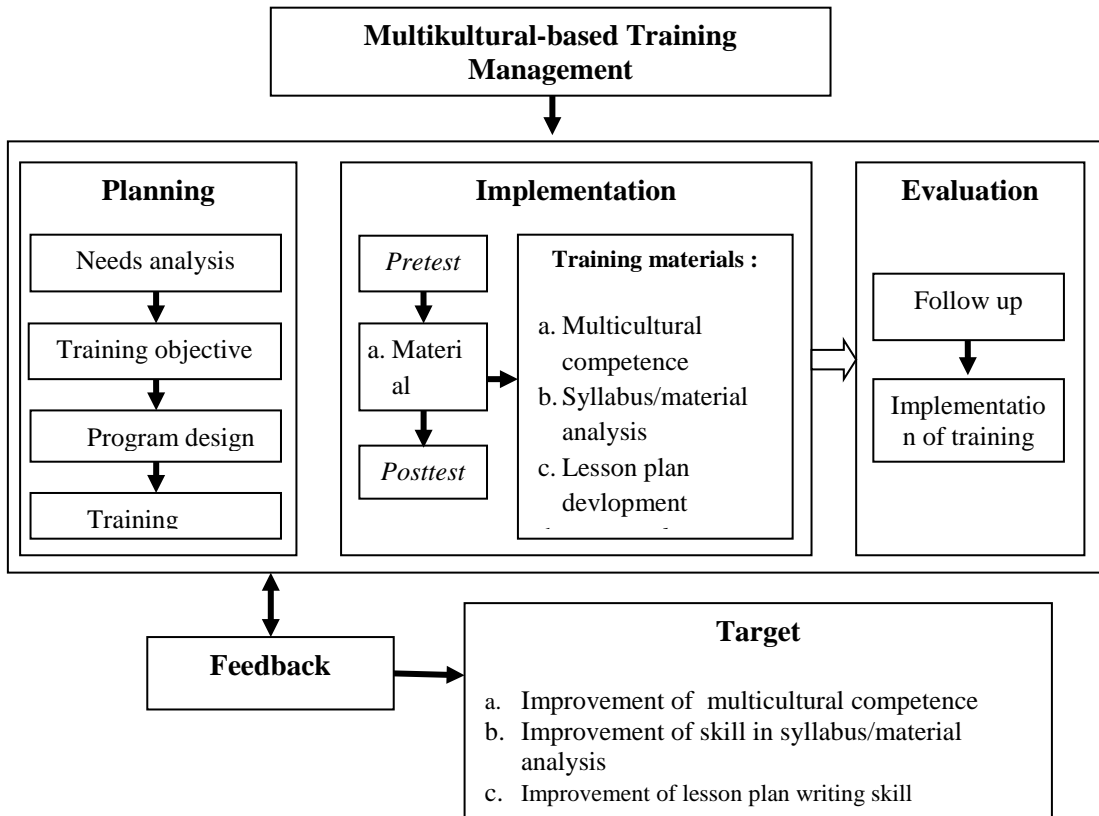 Multikultural-based Training
Management
Planning
Needs analysis
Training objective
Program design
Training
Implementation
Pretest
a. Materi
al
Posttest
Training materials :
a. Multicultural
competence
b. Syllabus/material
analysis
c. Lesson plan
devlopment
Evaluation
Follow up
Implementatio
n of training
Feedback
Target
a. Improvement of multicultural competence
b. Improvement of skill in syllabus/material
analysis
c. Improvement of lesson plan writing skill